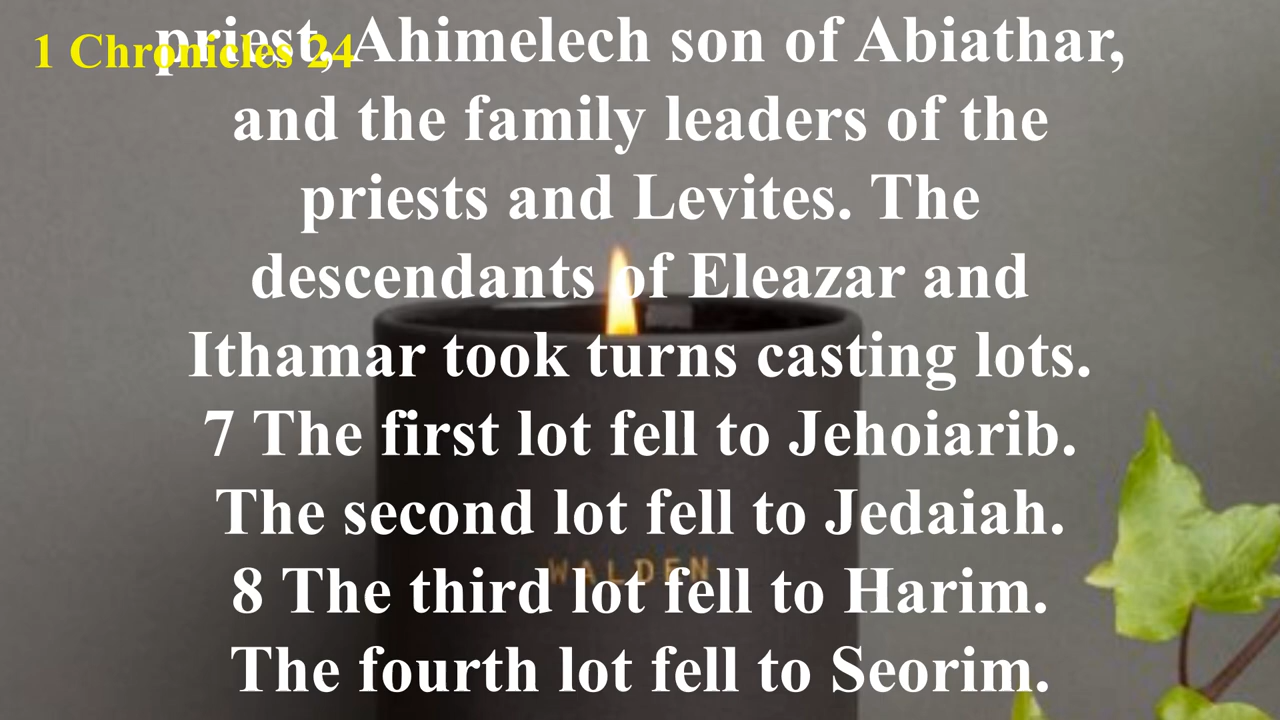 1 Chronicles 24
priest, Ahimelech son of Abiathar,
and the family leaders of the
priests and Levites. The
descendants of Eleazar and
Ithamar took turns casting lots.
7 The first lot fell to Jehoiarib.
The second lot fell to Jedaiah.
WALDEN
8 The third lot fell to Harim.
The fourth lot fell to Seorim.